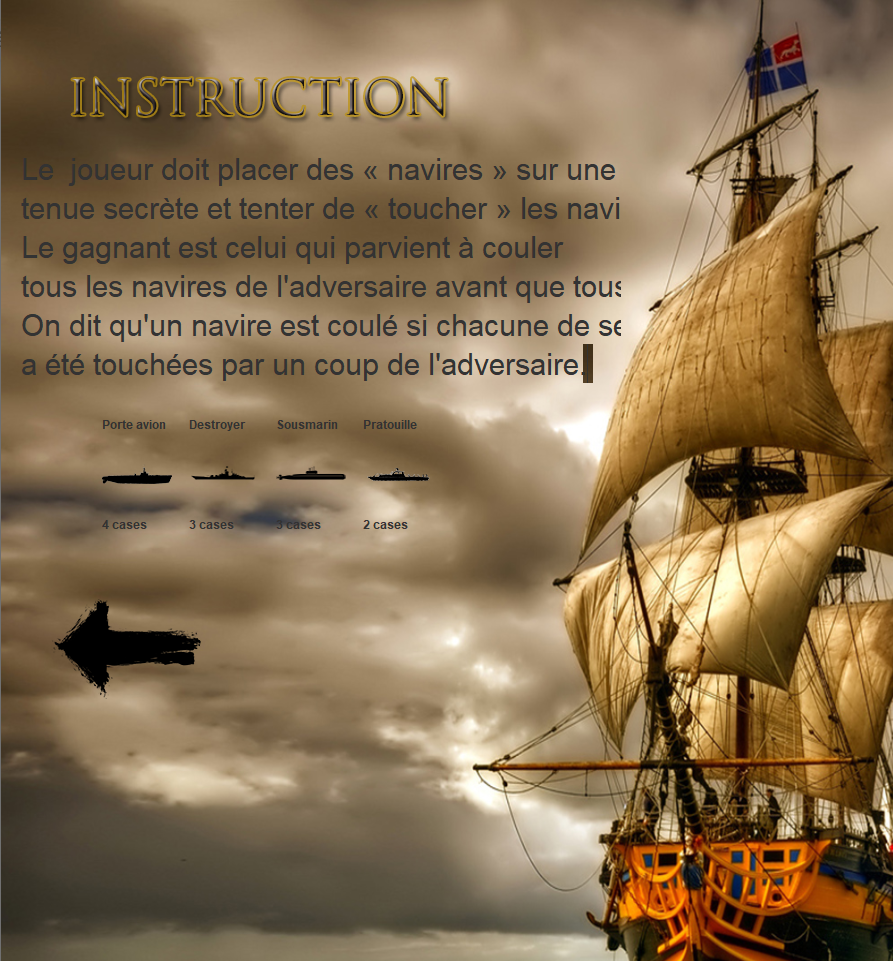 INSTRUCTION
Le joueur doit placer des « navires » sur une
tenue secrète et tenter de « toucher » les navi
Le gagnant est celui qui parvient à couler
tous les navires de l'adversaire avant que tous
On dit qu'un navire est coulé si chacune de se
a été touchées par un coup de l'adversaire.
Porte avion Destroyer Sousmarin Pratouille
4 cases 3 cases 3 cases 2 cases